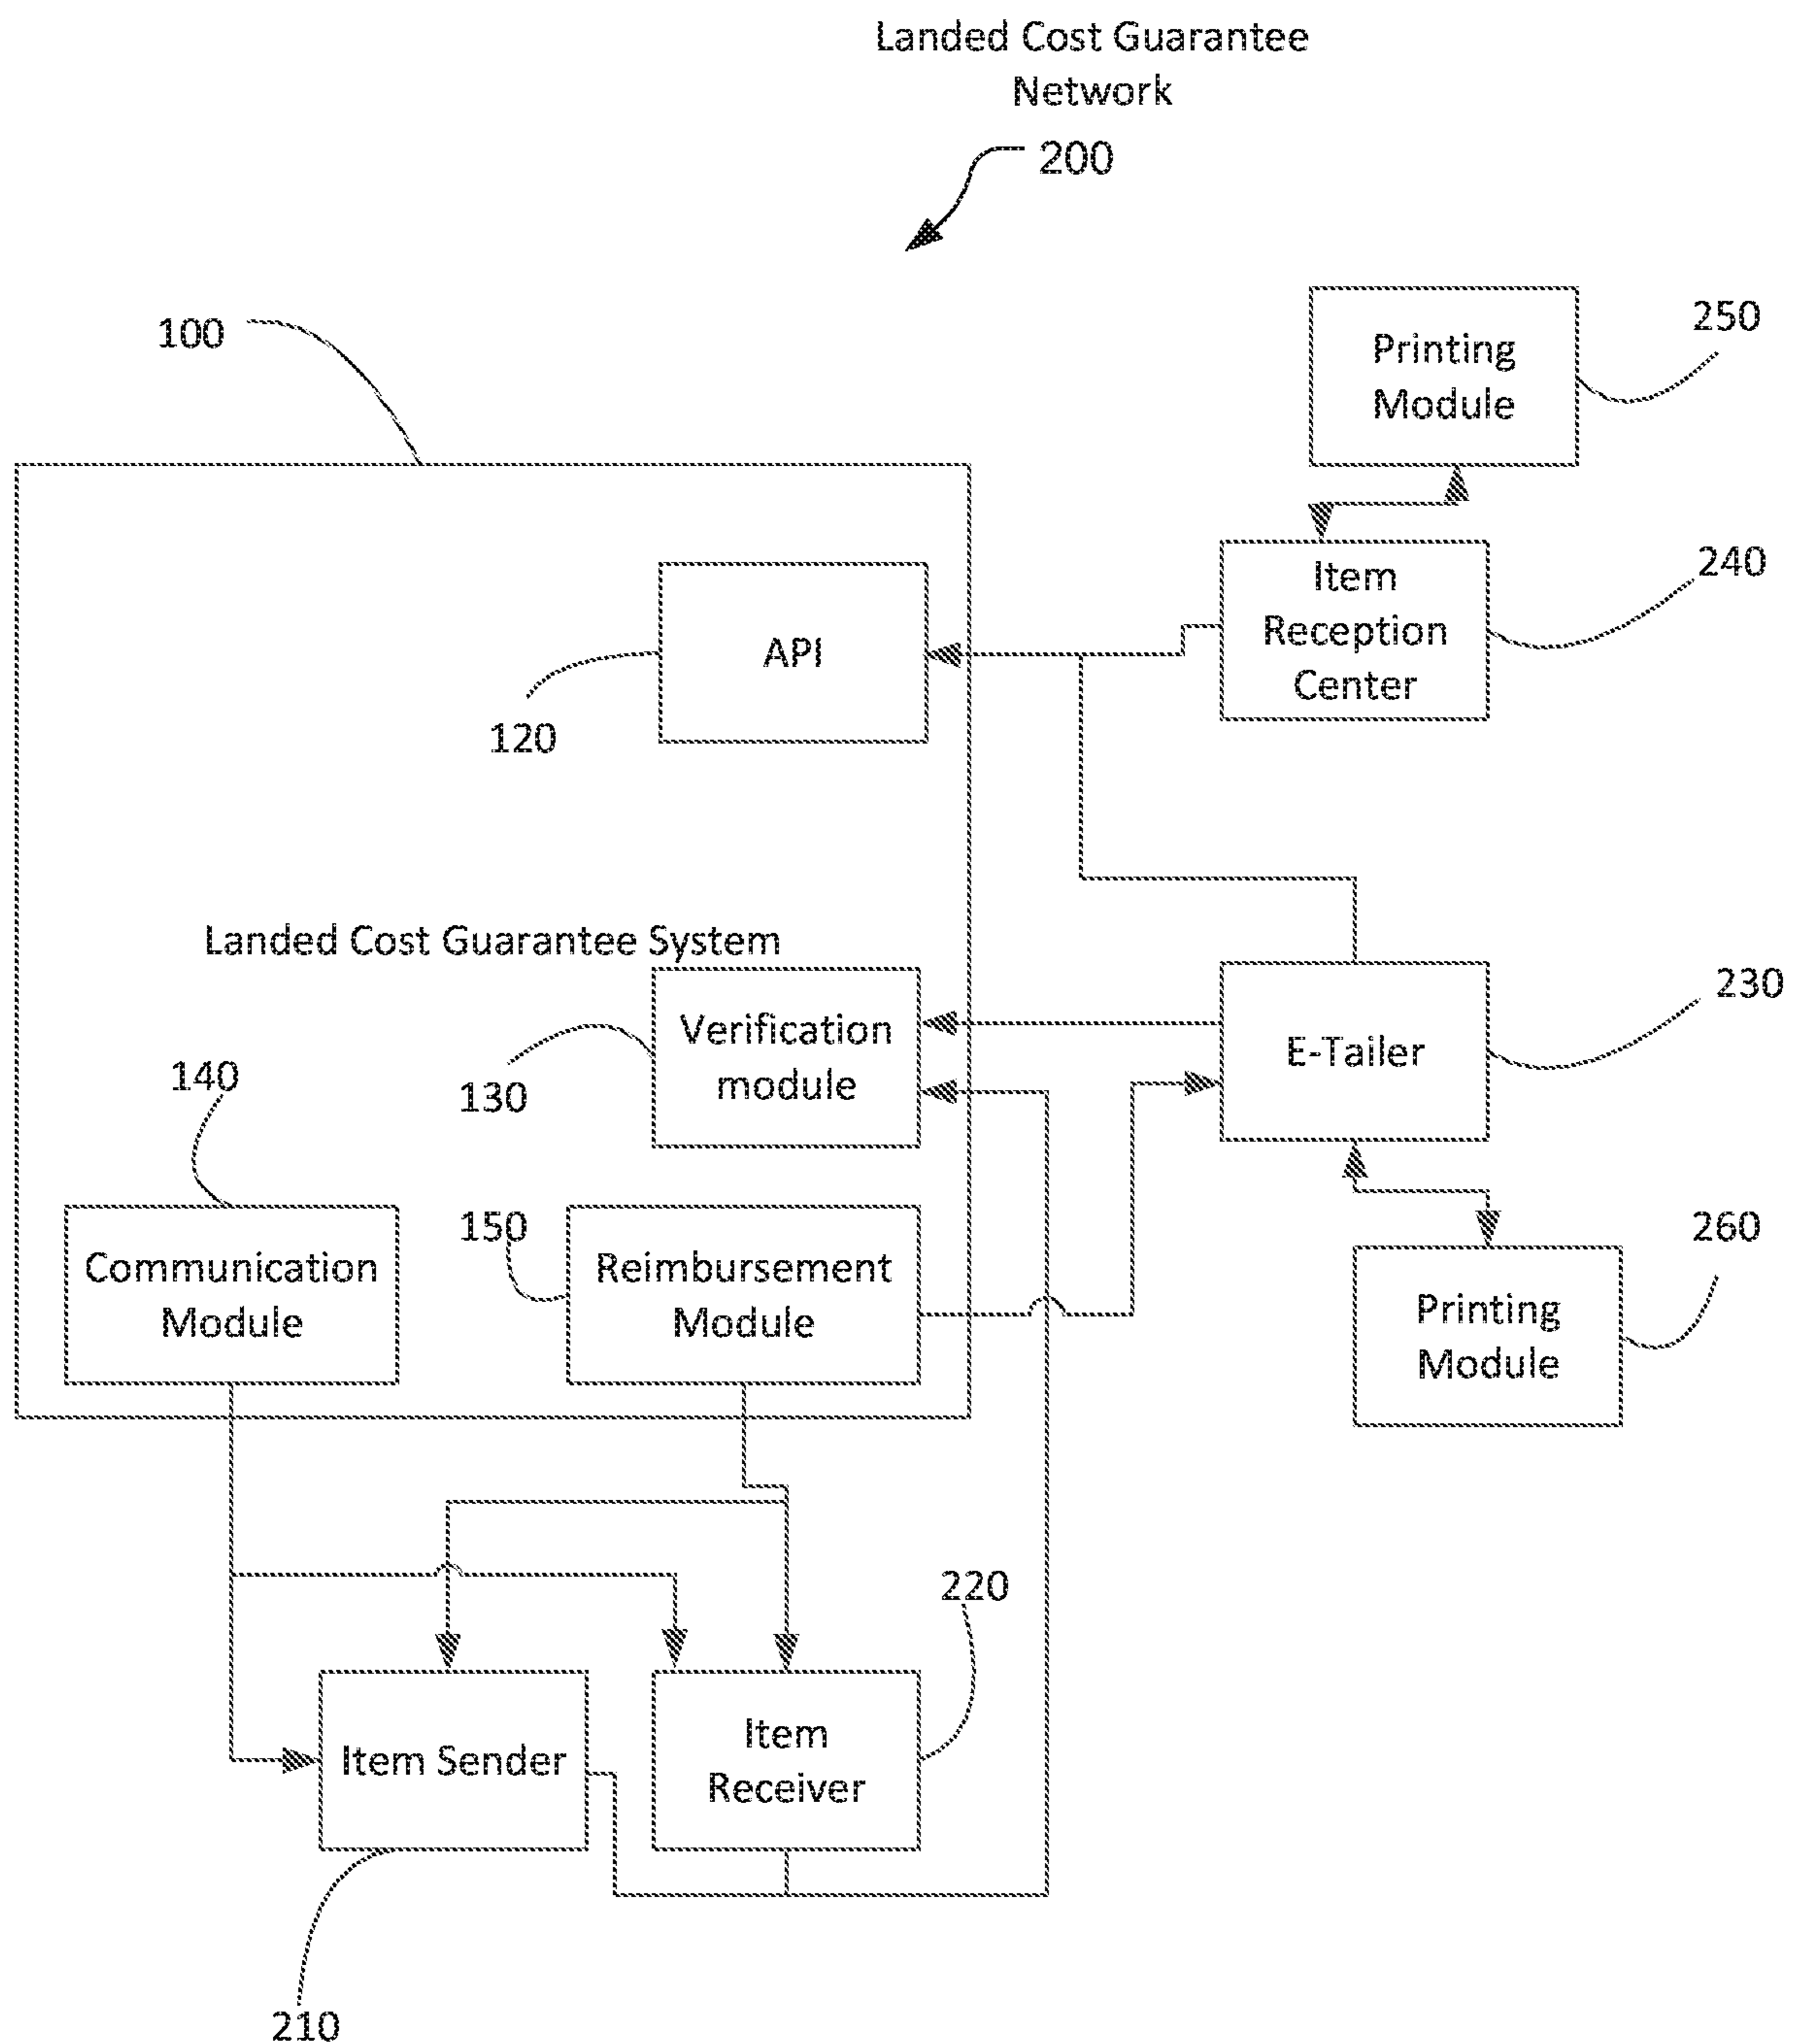 Landed Cost Guarantee
Network
200
100
250
Printing
Module
240
Item
Reception
Center
API
120
Landed Cost Guarantee System
230
Verification
module
E-Tailer
130
140
150
Communication
Module
Reimbursement
Module
260
Printing
Module
220
Item Sender
Item
Receiver
210